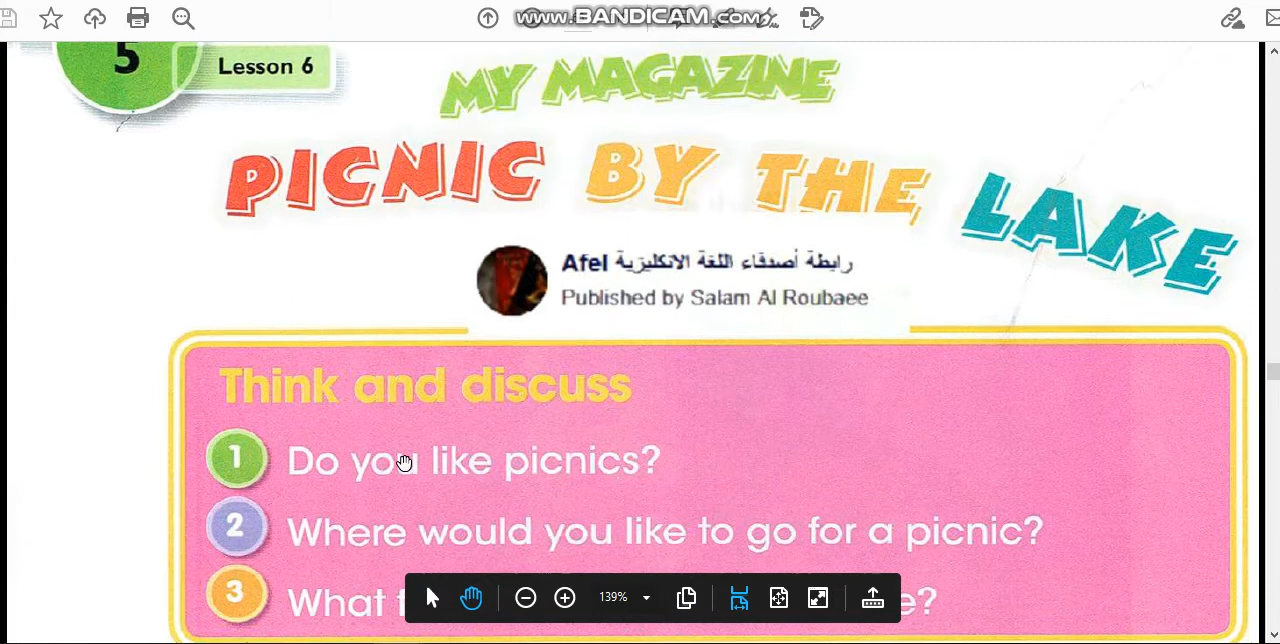 www.BANDICAM.com
5
Lesson 6
MY MAGAZINE
PICNIC BY THE LAKE
Afel رابطة أصدقاء اللغة الانكليزية
Published by Salam Al Roubaee
Think and discuss
1 Do you like picnics?
2 Where would you like to go for a picnic?
3 What
139%